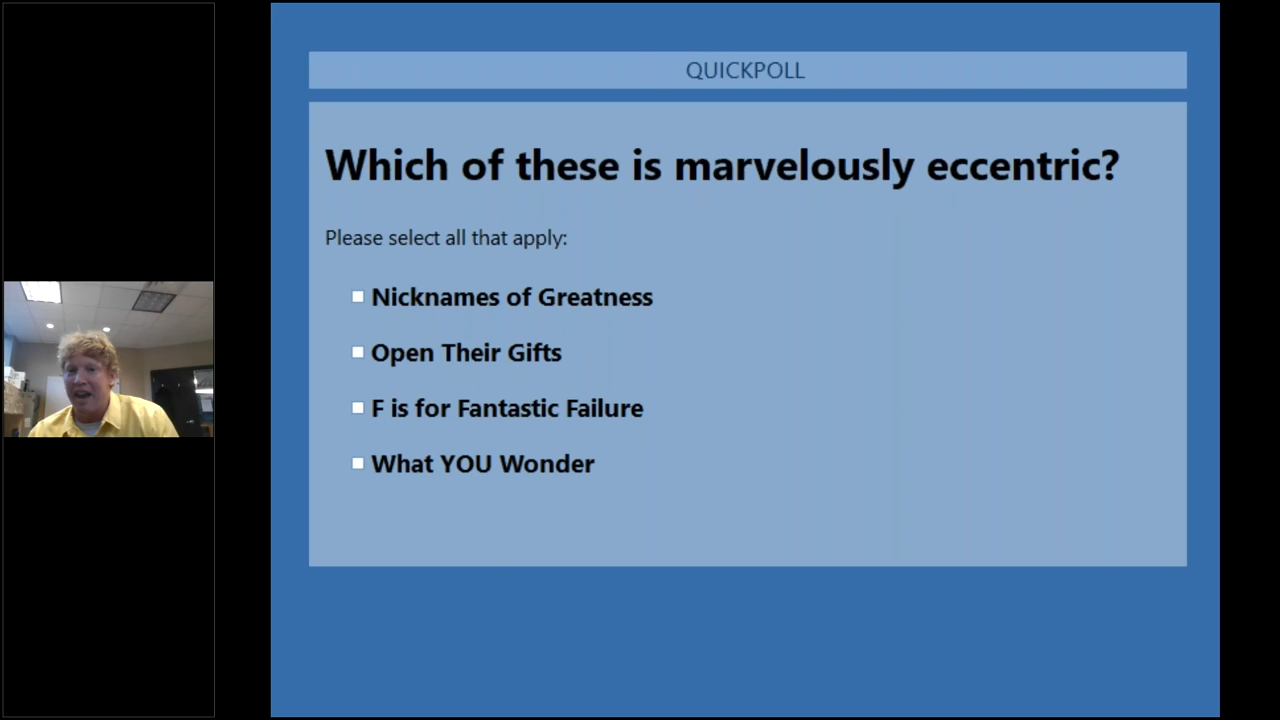 QUICKPOLL
Which of these is marvelously eccentric?
Please select all that apply:
Nicknames of Greatness
Open Their Gifts
F is for Fantastic Failure
What YOU Wonder